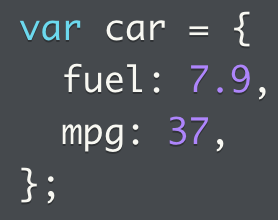 var car = {
  fuel: 7.9,
  mpg: 37,
};